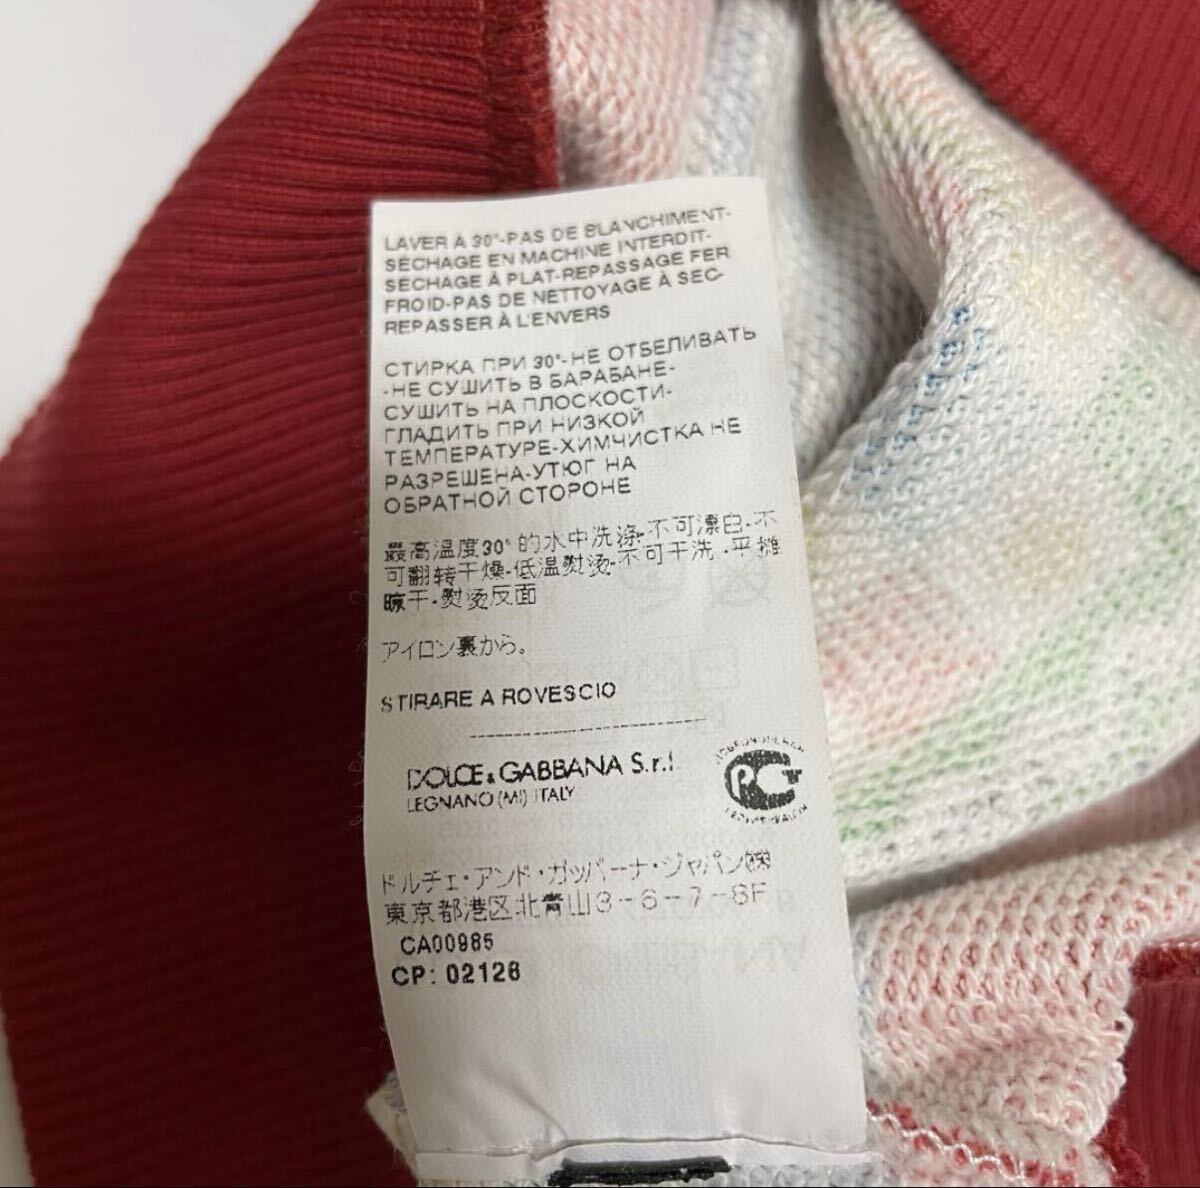 LAVER À 30°-PAS DE BLANCHIMENT-
SÉCHAGE EN MACHINE INTERDIT-
SÉCHAGE À PLAT-REPASSAGE FER
FROID-PAS DE NETTOYAGE À SEC-
REPASSER À L'ENVERS
СТИРКА ПРИ 30°-НЕ ОТБЕЛИВАТЬ
-НЕ СУШИТЬ В БАРАБАНЕ-
СУШИТЬ НА ПЛОСКОСТИ-
ГЛАДИТЬ ПРИ НИЗКОЙ
ТЕМПЕРАТУРЕ-ХИМЧИСТКА НЕ
РАЗРЕШЕНА-УТЮГ НА
ОБРАТНОЙ СТОРОНЕ
最高温度30°的水中洗涤-不可漂白-不
可翻转干燥-低温熨烫-不可干洗-平摊
晾干-熨烫反面
アイロン裏から。
STIRARE A ROVESCIO
DOLCE & GABBANA S.r.l
LEGNANO (MI) ITALY
ドルチェ・アンド・ガッバーナ・ジャパン㈱
東京都港区北青山3-6-7-8F
CA00985
CP: 02128